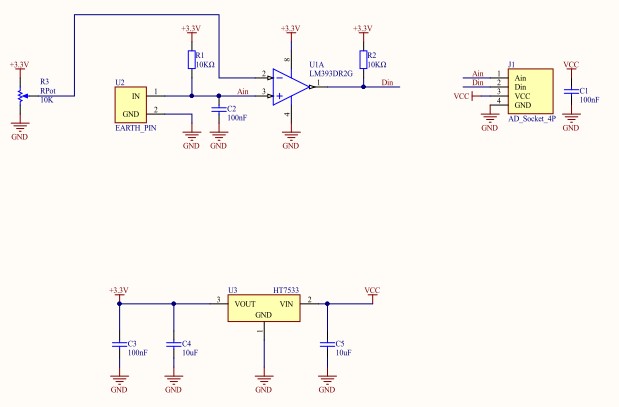 +3.3V
R3
RPot
10K
GND
U2
IN
GND
1
2
EARTH_PIN
GND
+3.3V
R1
10KΩ
Ain
C2
100nF
GND
+3.3V
U1A
LM393DR2G
8
2
3
1
4
GND
+3.3V
R2
10KΩ
Din
J1
Ain
Din
VCC
1
2
3
4
Ain
Din
VCC
GND
AD_Socket_4P
GND
VCC
C1
100nF
GND
+3.3V
C3
100nF
GND
C4
10uF
GND
U3
HT7533
3
VOUT
VIN
2
GND
1
GND
VCC
C5
10uF
GND